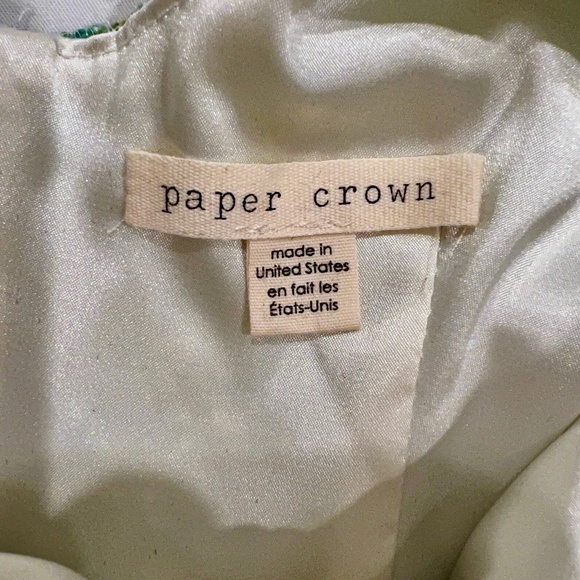 paper crown
made in
United States
en fait les
États-Unis